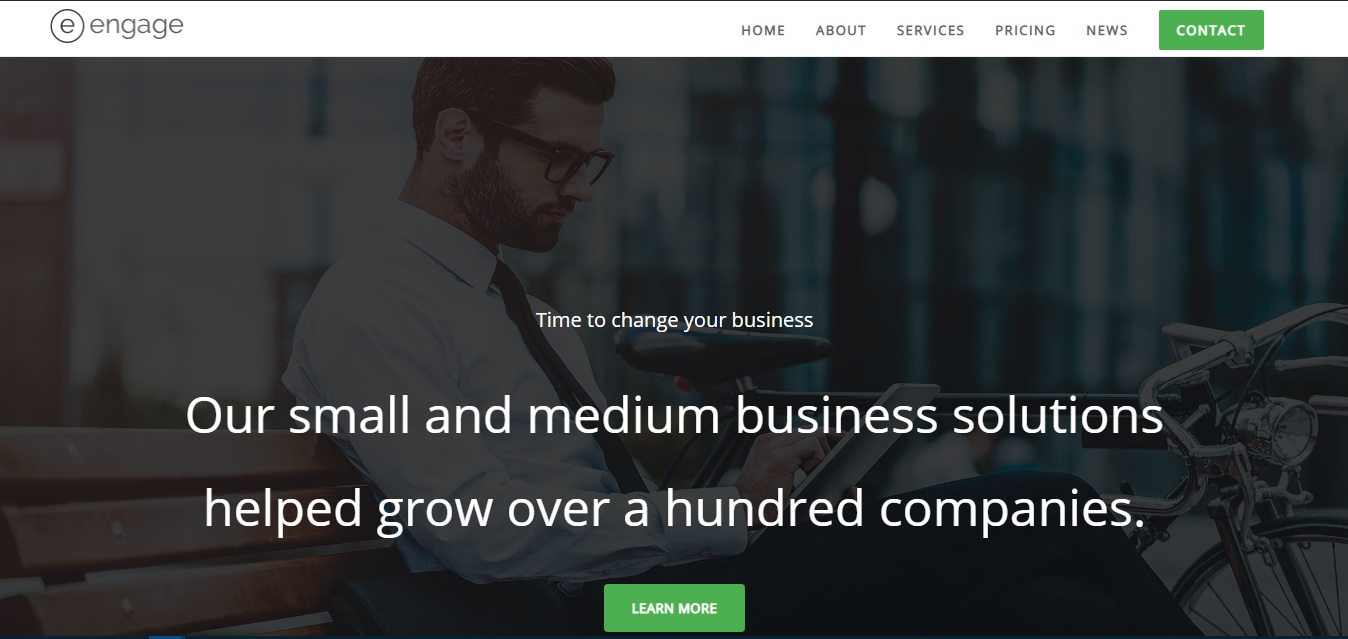 e engage
HOME ABOUT SERVICES PRICING NEWS CONTACT
Time to change your business
Our small and medium business solutions
helped grow over a hundred companies.
LEARN MORE